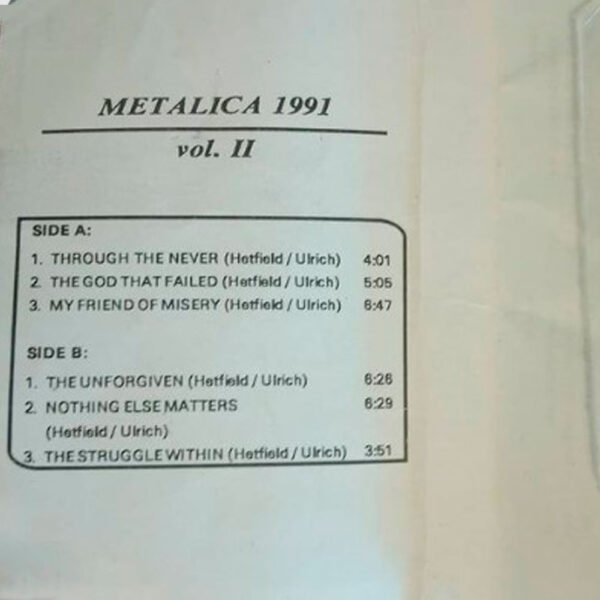 METALICA 1991
vol. II
SIDE A:
1. THROUGH THE NEVER (Hetfield / Ulrich) 4:01
2. THE GOD THAT FAILED (Hetfield / Ulrich) 5:05
3. MY FRIEND OF MISERY (Hetfield / Ulrich) 6:47
SIDE B:
1. THE UNFORGIVEN (Hetfield / Ulrich) 6:26
2. NOTHING ELSE MATTERS 6:29
(Hetfield / Ulrich)
3. THE STRUGGLE WITHIN (Hetfield / Ulrich) 3:51